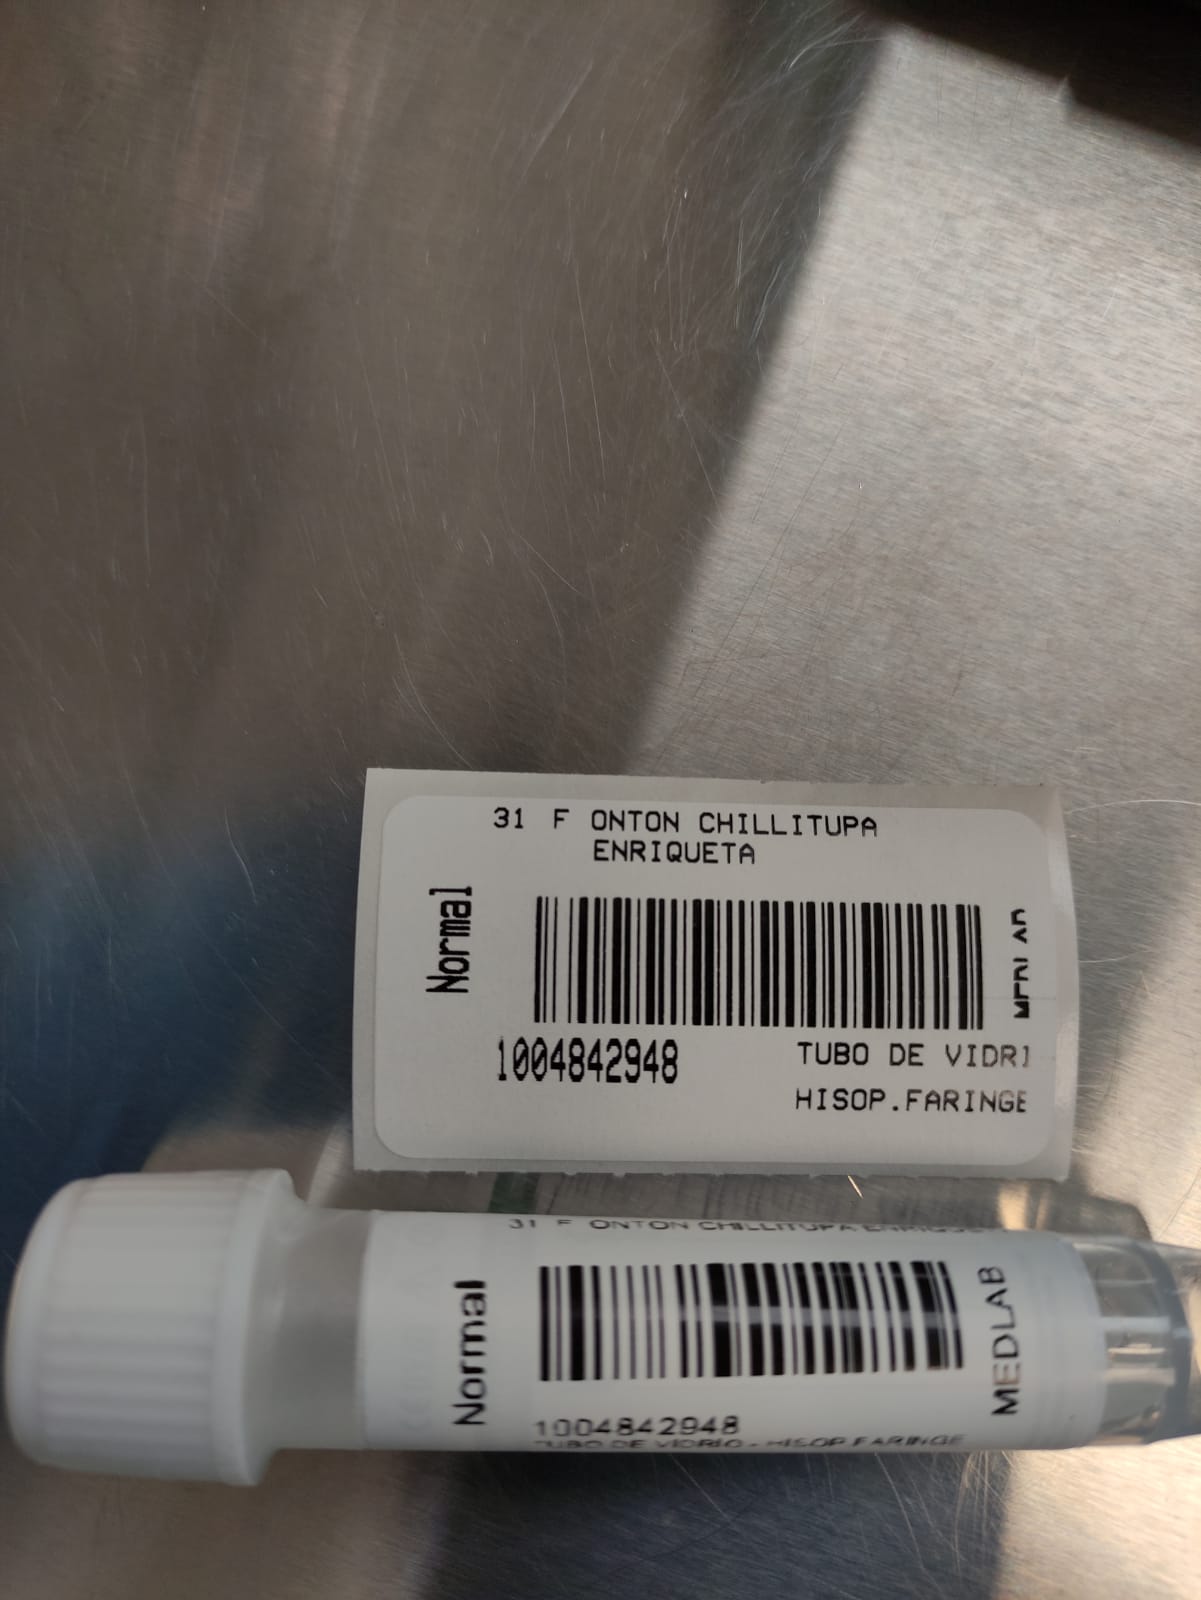 31 F ONTON CHILLITUPA
ENRIQUETA
Normal
MEDLAB
1004842948
TUBO DE VIDRI
HISOP.FARINGE
31 F ONTON CHILLITUPA
Normal
MEDLAB
1004842948
TUBO DE VIDRIO - HISOP.FARINGE